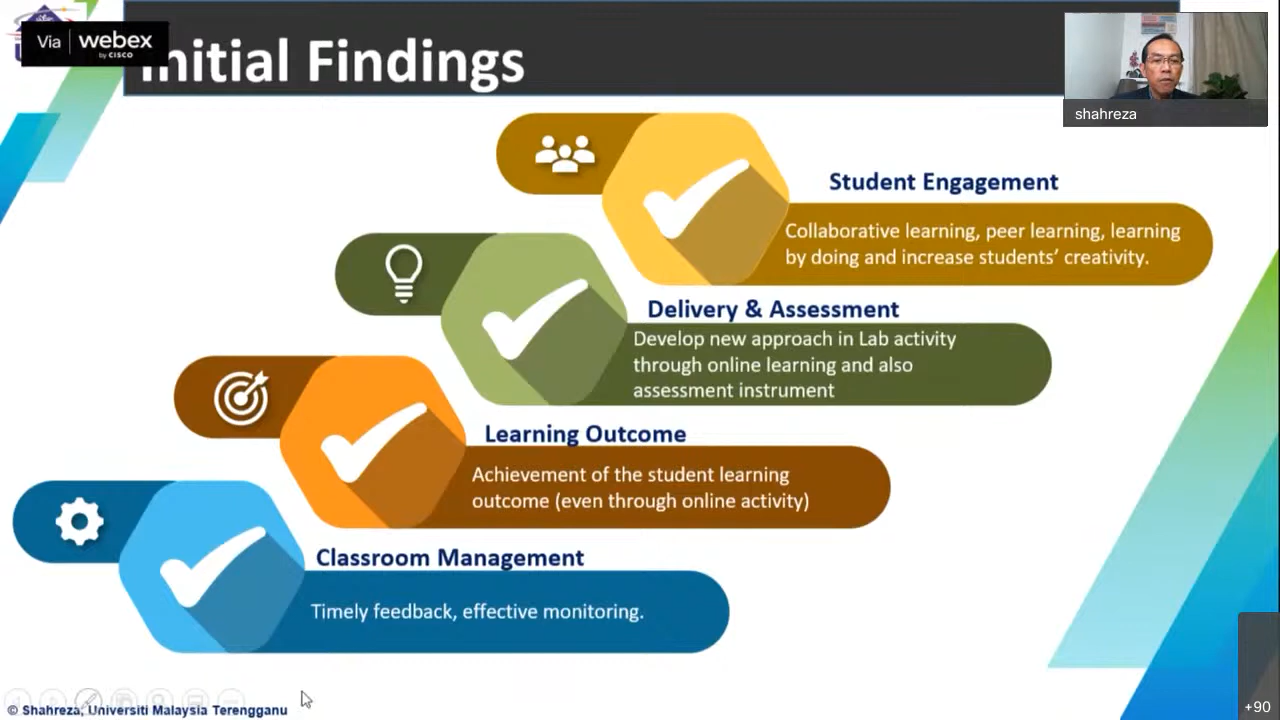 Via webex
by CISCO
Initial Findings
shahreza
Student Engagement
Collaborative learning, peer learning, learning
by doing and increase students’ creativity.
Delivery & Assessment
Develop new approach in Lab activity
through online learning and also
assessment instrument
Learning Outcome
Achievement of the student learning
outcome (even through online activity)
Classroom Management
Timely feedback, effective monitoring.
© Shahreza, Universiti Malaysia Terengganu
+90